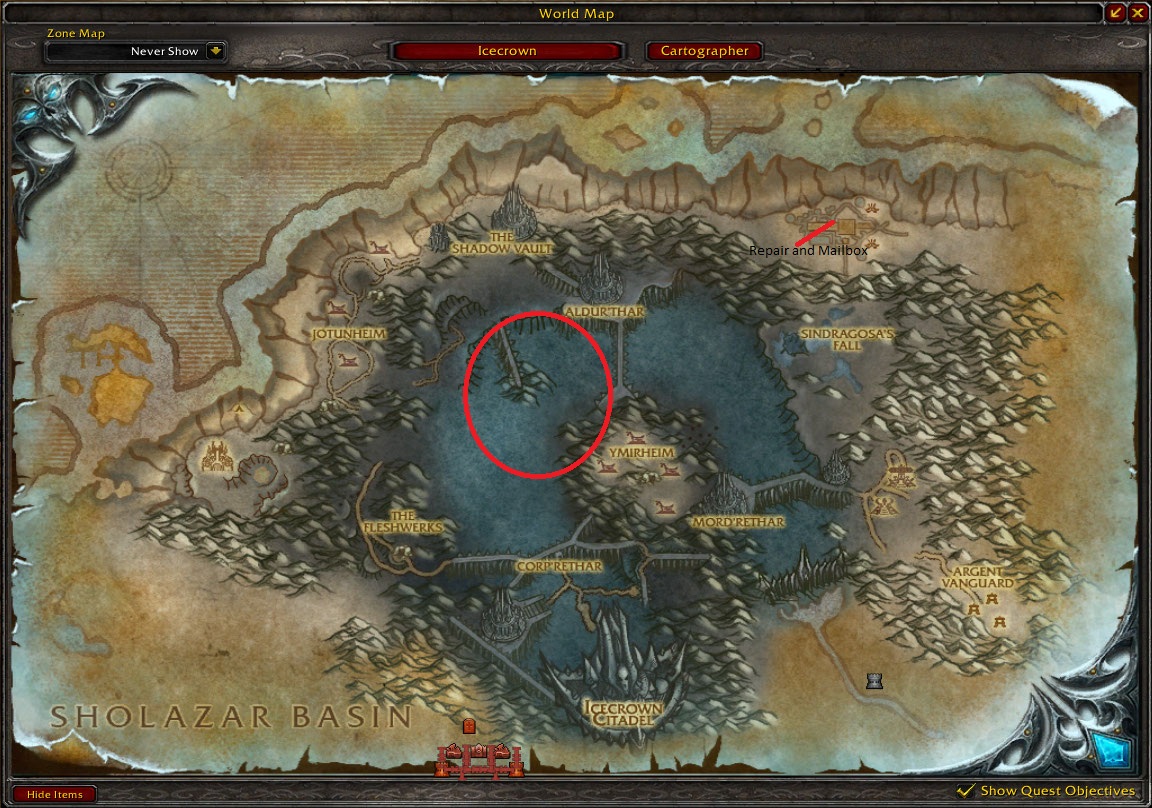 World Map
Zone Map
Never Show
Icecrown
Cartographer
THE
SHADOW VAULT
Repair and Mailbox
ALDUR'THAR
JOTUNHEIM
SINDRAGOSA'S
FALL
YMIRHEIM
THE
FLESHWERKS
MORD'RETHAR
CORP'RETHAR
ARGENT
VANGUARD
ICECROWN
CITADEL
SHOLAZAR BASIN
Hide Items
Show Quest Objectives